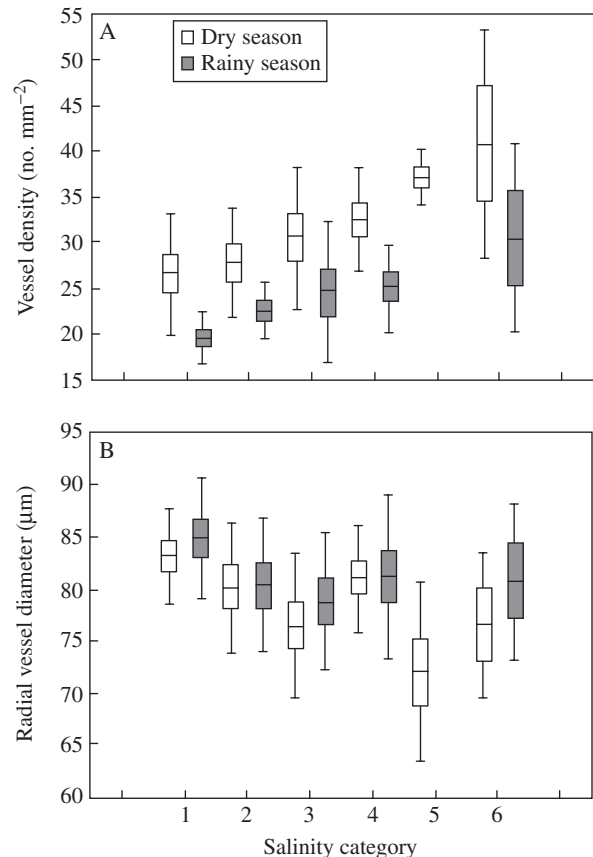 A
Dry season
Rainy season
Vessel density (no. mm⁻²)
55
50
45
40
35
30
25
20
15
B
Radial vessel diameter (µm)
95
90
85
80
75
70
65
60
1 2 3 4 5 6
Salinity category